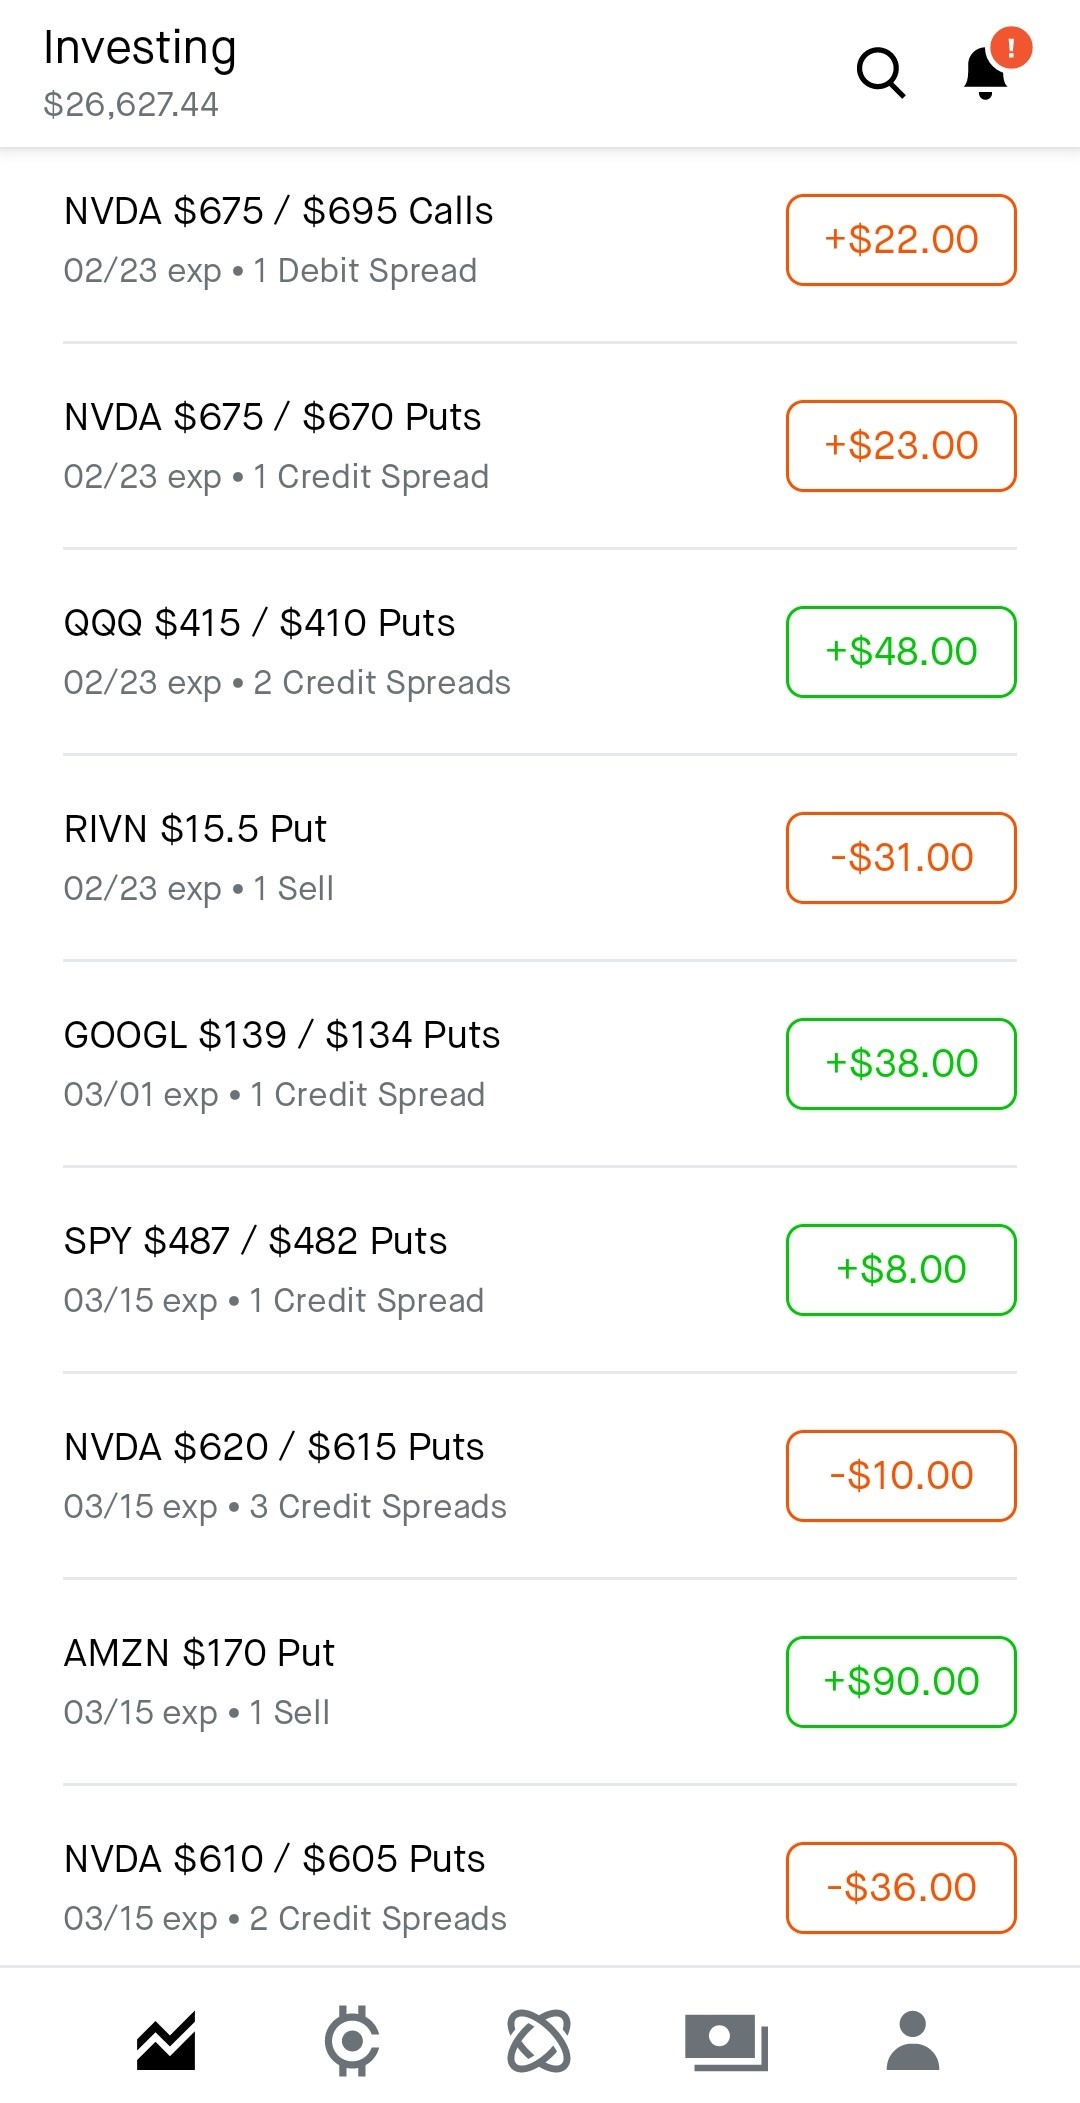 Investing
$26,627.44
!
NVDA $675 / $695 Calls
02/23 exp • 1 Debit Spread
+$22.00
NVDA $675 / $670 Puts
02/23 exp • 1 Credit Spread
+$23.00
QQQ $415 / $410 Puts
02/23 exp • 2 Credit Spreads
+$48.00
RIVN $15.5 Put
02/23 exp • 1 Sell
-$31.00
GOOGL $139 / $134 Puts
03/01 exp • 1 Credit Spread
+$38.00
SPY $487 / $482 Puts
03/15 exp • 1 Credit Spread
+$8.00
NVDA $620 / $615 Puts
03/15 exp • 3 Credit Spreads
-$10.00
AMZN $170 Put
03/15 exp • 1 Sell
+$90.00
NVDA $610 / $605 Puts
03/15 exp • 2 Credit Spreads
-$36.00